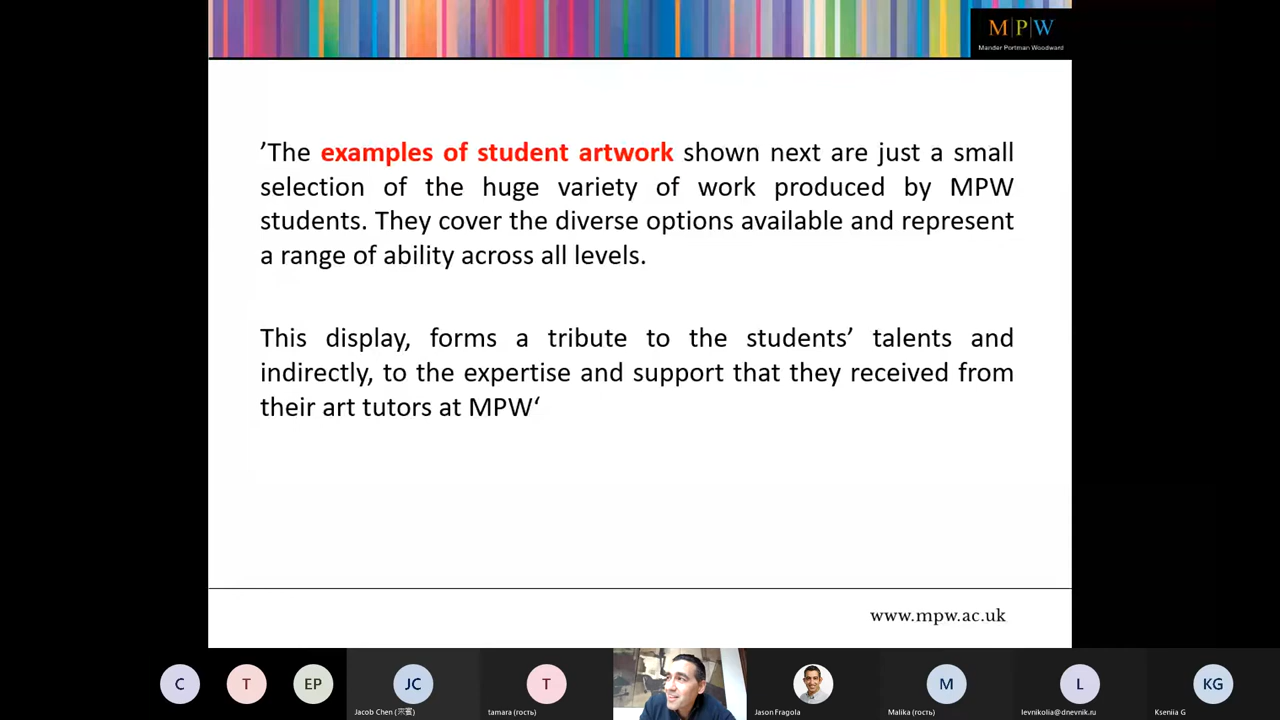 M|P|W
Mander Portman Woodward
’The examples of student artwork shown next are just a small
selection of the huge variety of work produced by MPW
students. They cover the diverse options available and represent
a range of ability across all levels.
This display, forms a tribute to the students’ talents and
indirectly, to the expertise and support that they received from
their art tutors at MPW‘
www.mpw.ac.uk
C
T
EP
JC
T
M
L
KG
Jacob Chen (宋賓)
tamara (гость)
Jason Fragola
Malika (гость)
levnikolia@dnevnik.ru
Kseniia G